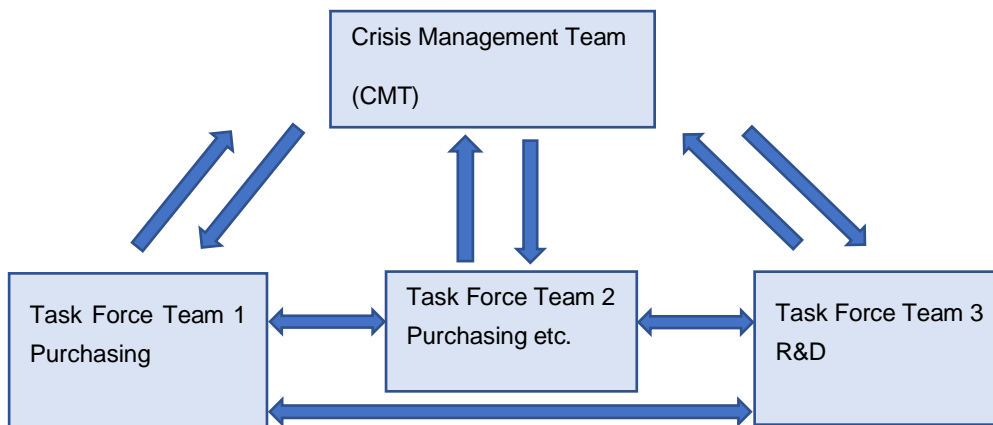 Crisis Management Team
(CMT)
Task Force Team 1
Purchasing
Task Force Team 2
Purchasing etc.
Task Force Team 3
R&D